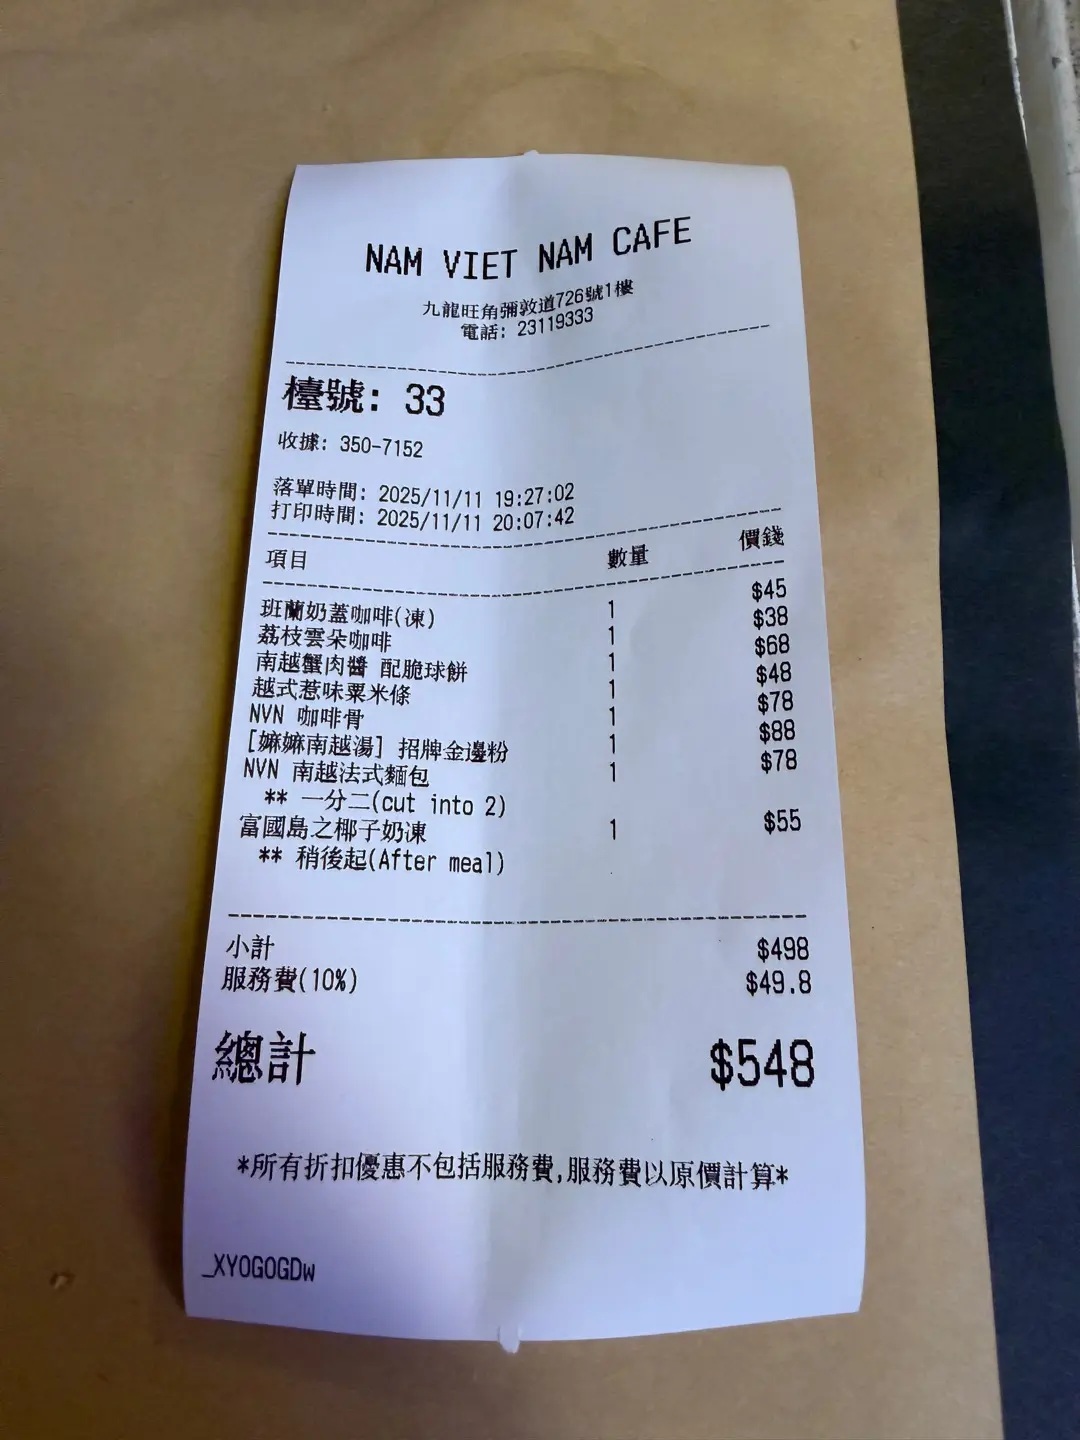 NAM VIET NAM CAFE
九龍旺角彌敦道726號1樓
電話: 23119333
檯號: 33
收據: 350-7152
落單時間: 2025/11/11 19:27:02
打印時間: 2025/11/11 20:07:42
項目 數量 價錢
班蘭奶蓋咖啡(凍) 1 $45
荔枝雲朵咖啡 1 $38
南越蟹肉醬 配脆球餅 1 $68
越式惹味粟米條 1 $48
NVN 咖啡骨 1 $78
[嫲嫲南越湯] 招牌金邊粉 1 $88
NVN 南越法式麵包 1 $78
** 一分二(cut into 2)
富國島之椰子奶凍 1 $55
** 稍後起(After meal)
小計 $498
服務費(10%) $49.8
總計 $548
*所有折扣優惠不包括服務費,服務費以原價計算*
_XYOGOGDw